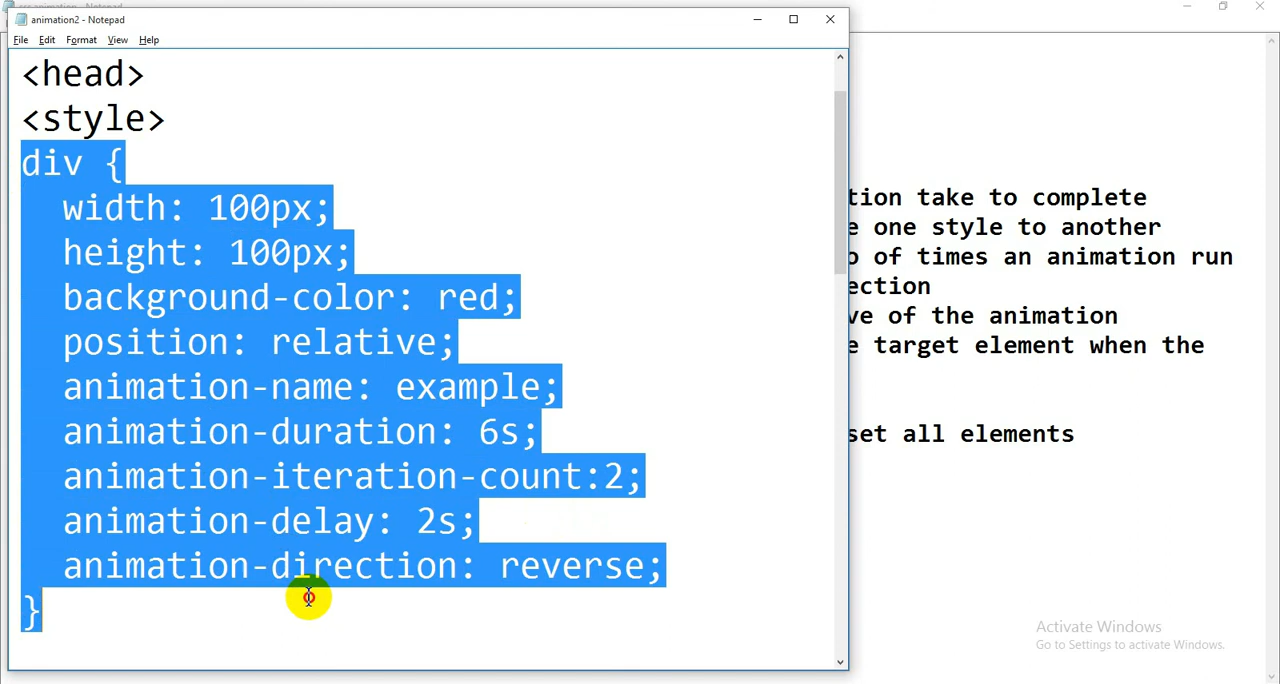 animation2 - Notepad
File Edit Format View Help
<head>
<style>
div {
width: 100px;
height: 100px;
background-color: red;
position: relative;
animation-name: example;
animation-duration: 6s;
animation-iteration-count:2;
animation-delay: 2s;
animation-direction: reverse;
}
take to complete
one style to another
of times an animation run
of the animation
target element when the
set all elements
Activate Windows
Go to Settings to activate Windows.